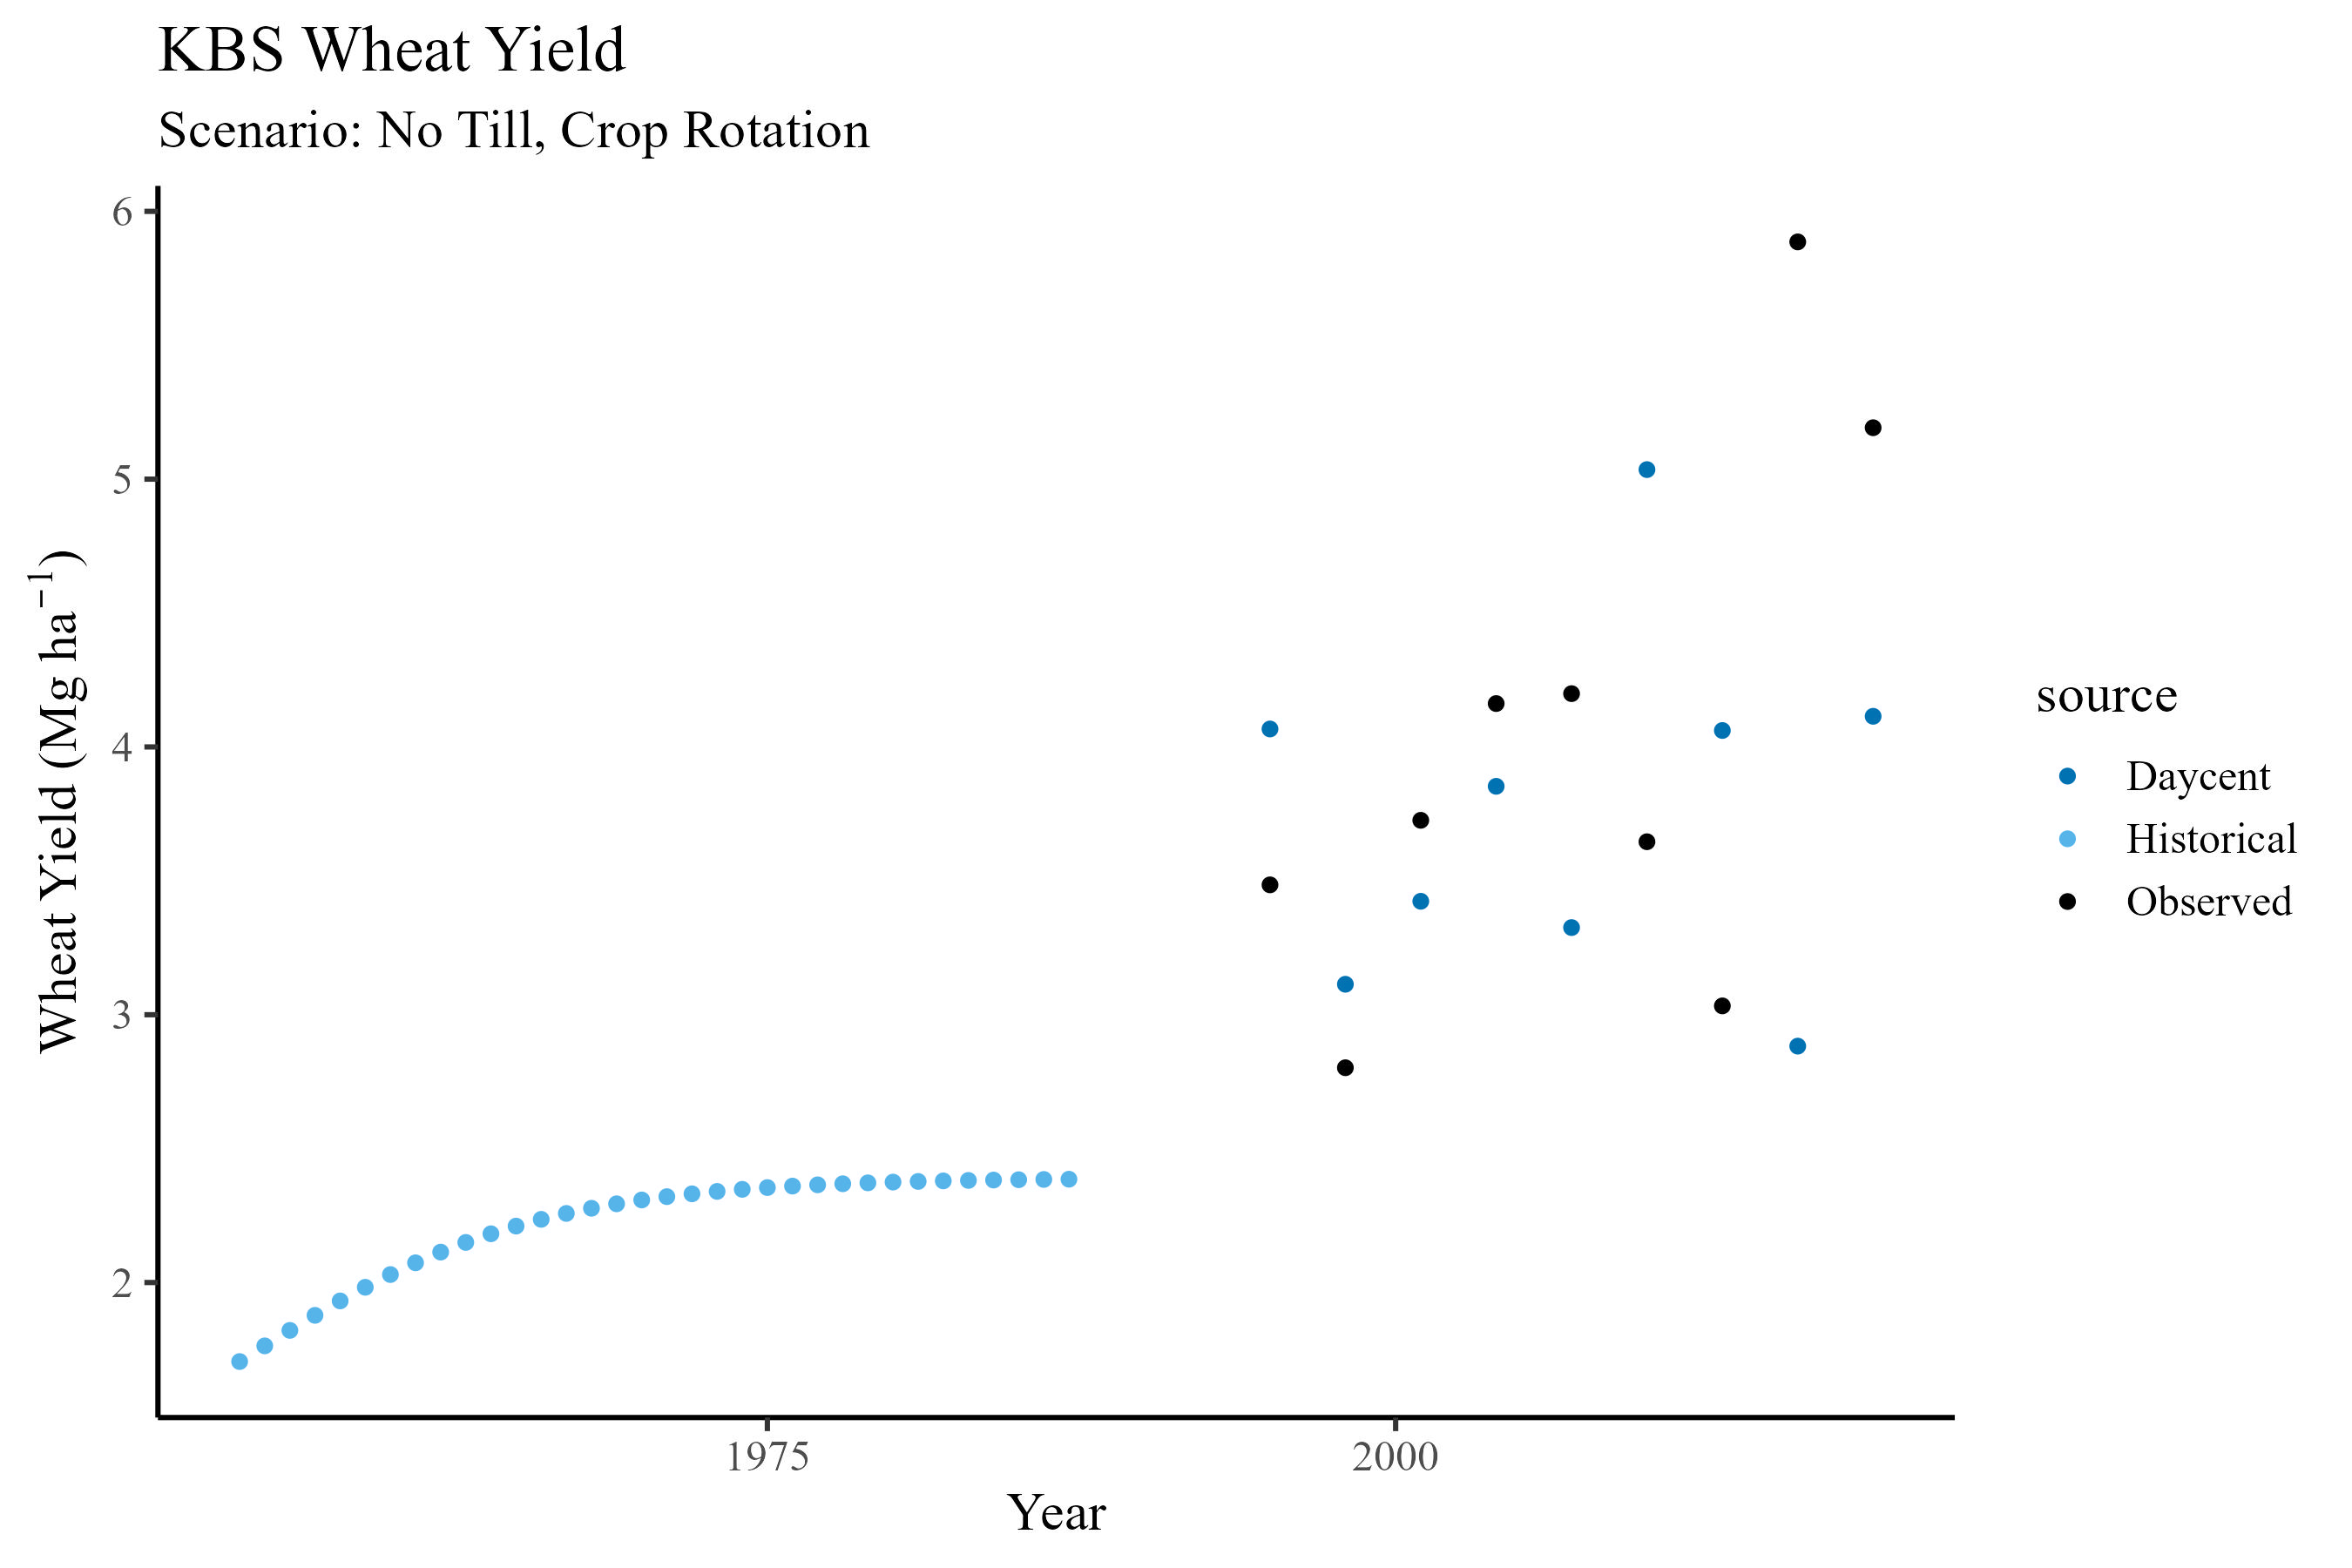 KBS Wheat Yield
Scenario: No Till, Crop Rotation
6
5
4
3
2
Wheat Yield (Mg ha⁻¹)
1975
2000
Year
source
Daycent
Historical
Observed